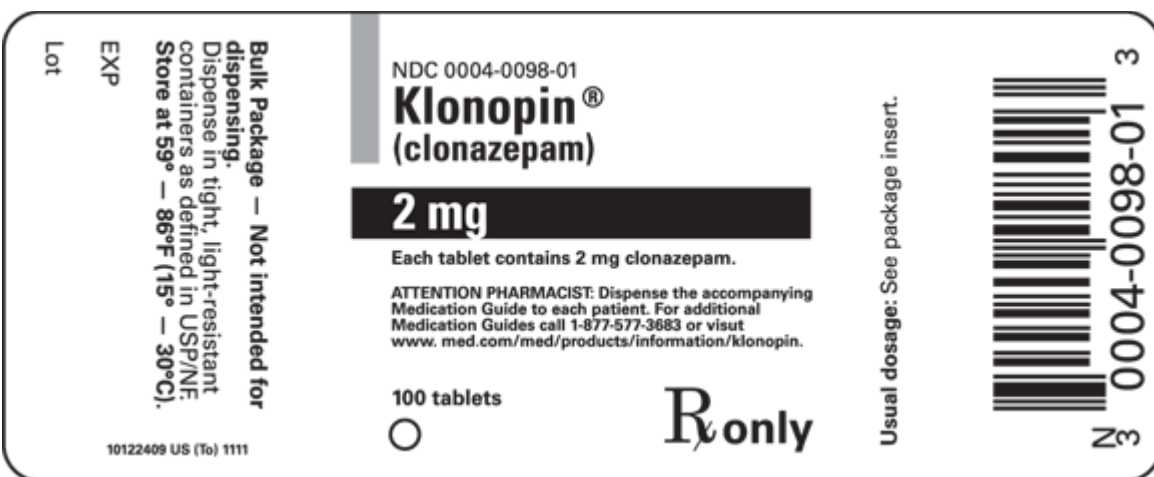 Lot
EXP
Bulk Package — Not intended for
dispensing.
Dispense in tight, light-resistant
containers as defined in USP/NF.
Store at 59° — 86°F (15° — 30°C).
10122409 US (To) 1111
NDC 0004-0098-01
Klonopin®
(clonazepam)
2 mg
Each tablet contains 2 mg clonazepam.
ATTENTION PHARMACIST: Dispense the accompanying
Medication Guide to each patient. For additional
Medication Guides call 1-877-577-3683 or visut
www. med.com/med/products/information/klonopin.
100 tablets
Rx only
Usual dosage: See package insert.
N
3 0004-0098-01 3